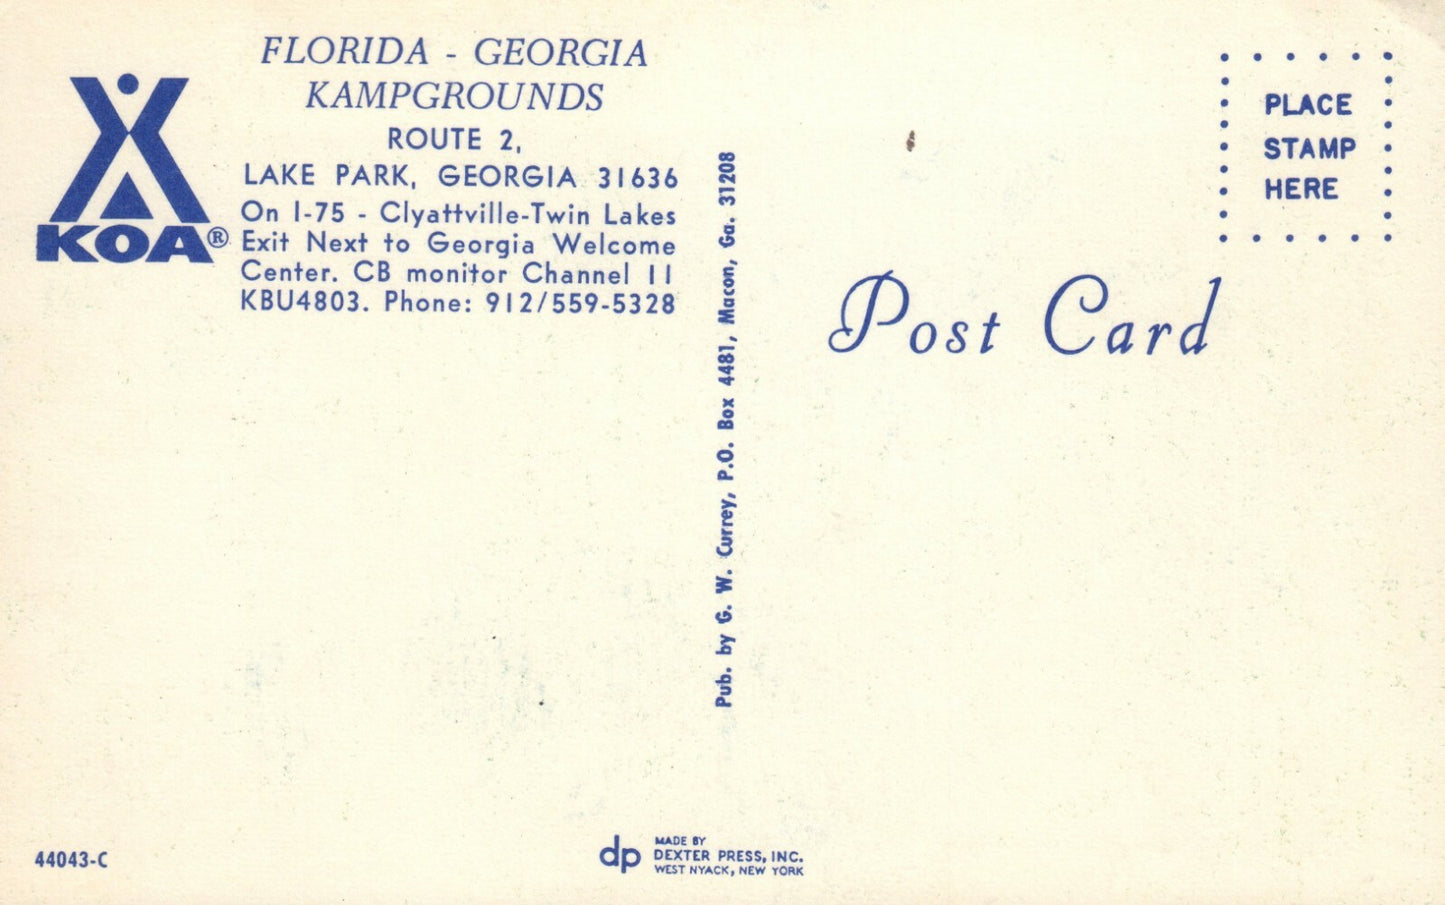 FLORIDA - GEORGIA
KAMPGROUNDS
ROUTE 2,
LAKE PARK, GEORGIA 31636
On I-75 - Clyattville-Twin Lakes
Exit Next to Georgia Welcome
Center. CB monitor Channel 11
KBU4803. Phone: 912/559-5328
KOA®
Pub. by G. W. Currey, P.O. Box 4481, Macon, Ga. 31208
PLACE
STAMP
HERE
Post Card
44043-C
dp
MADE BY
DEXTER PRESS, INC.
WEST NYACK, NEW YORK